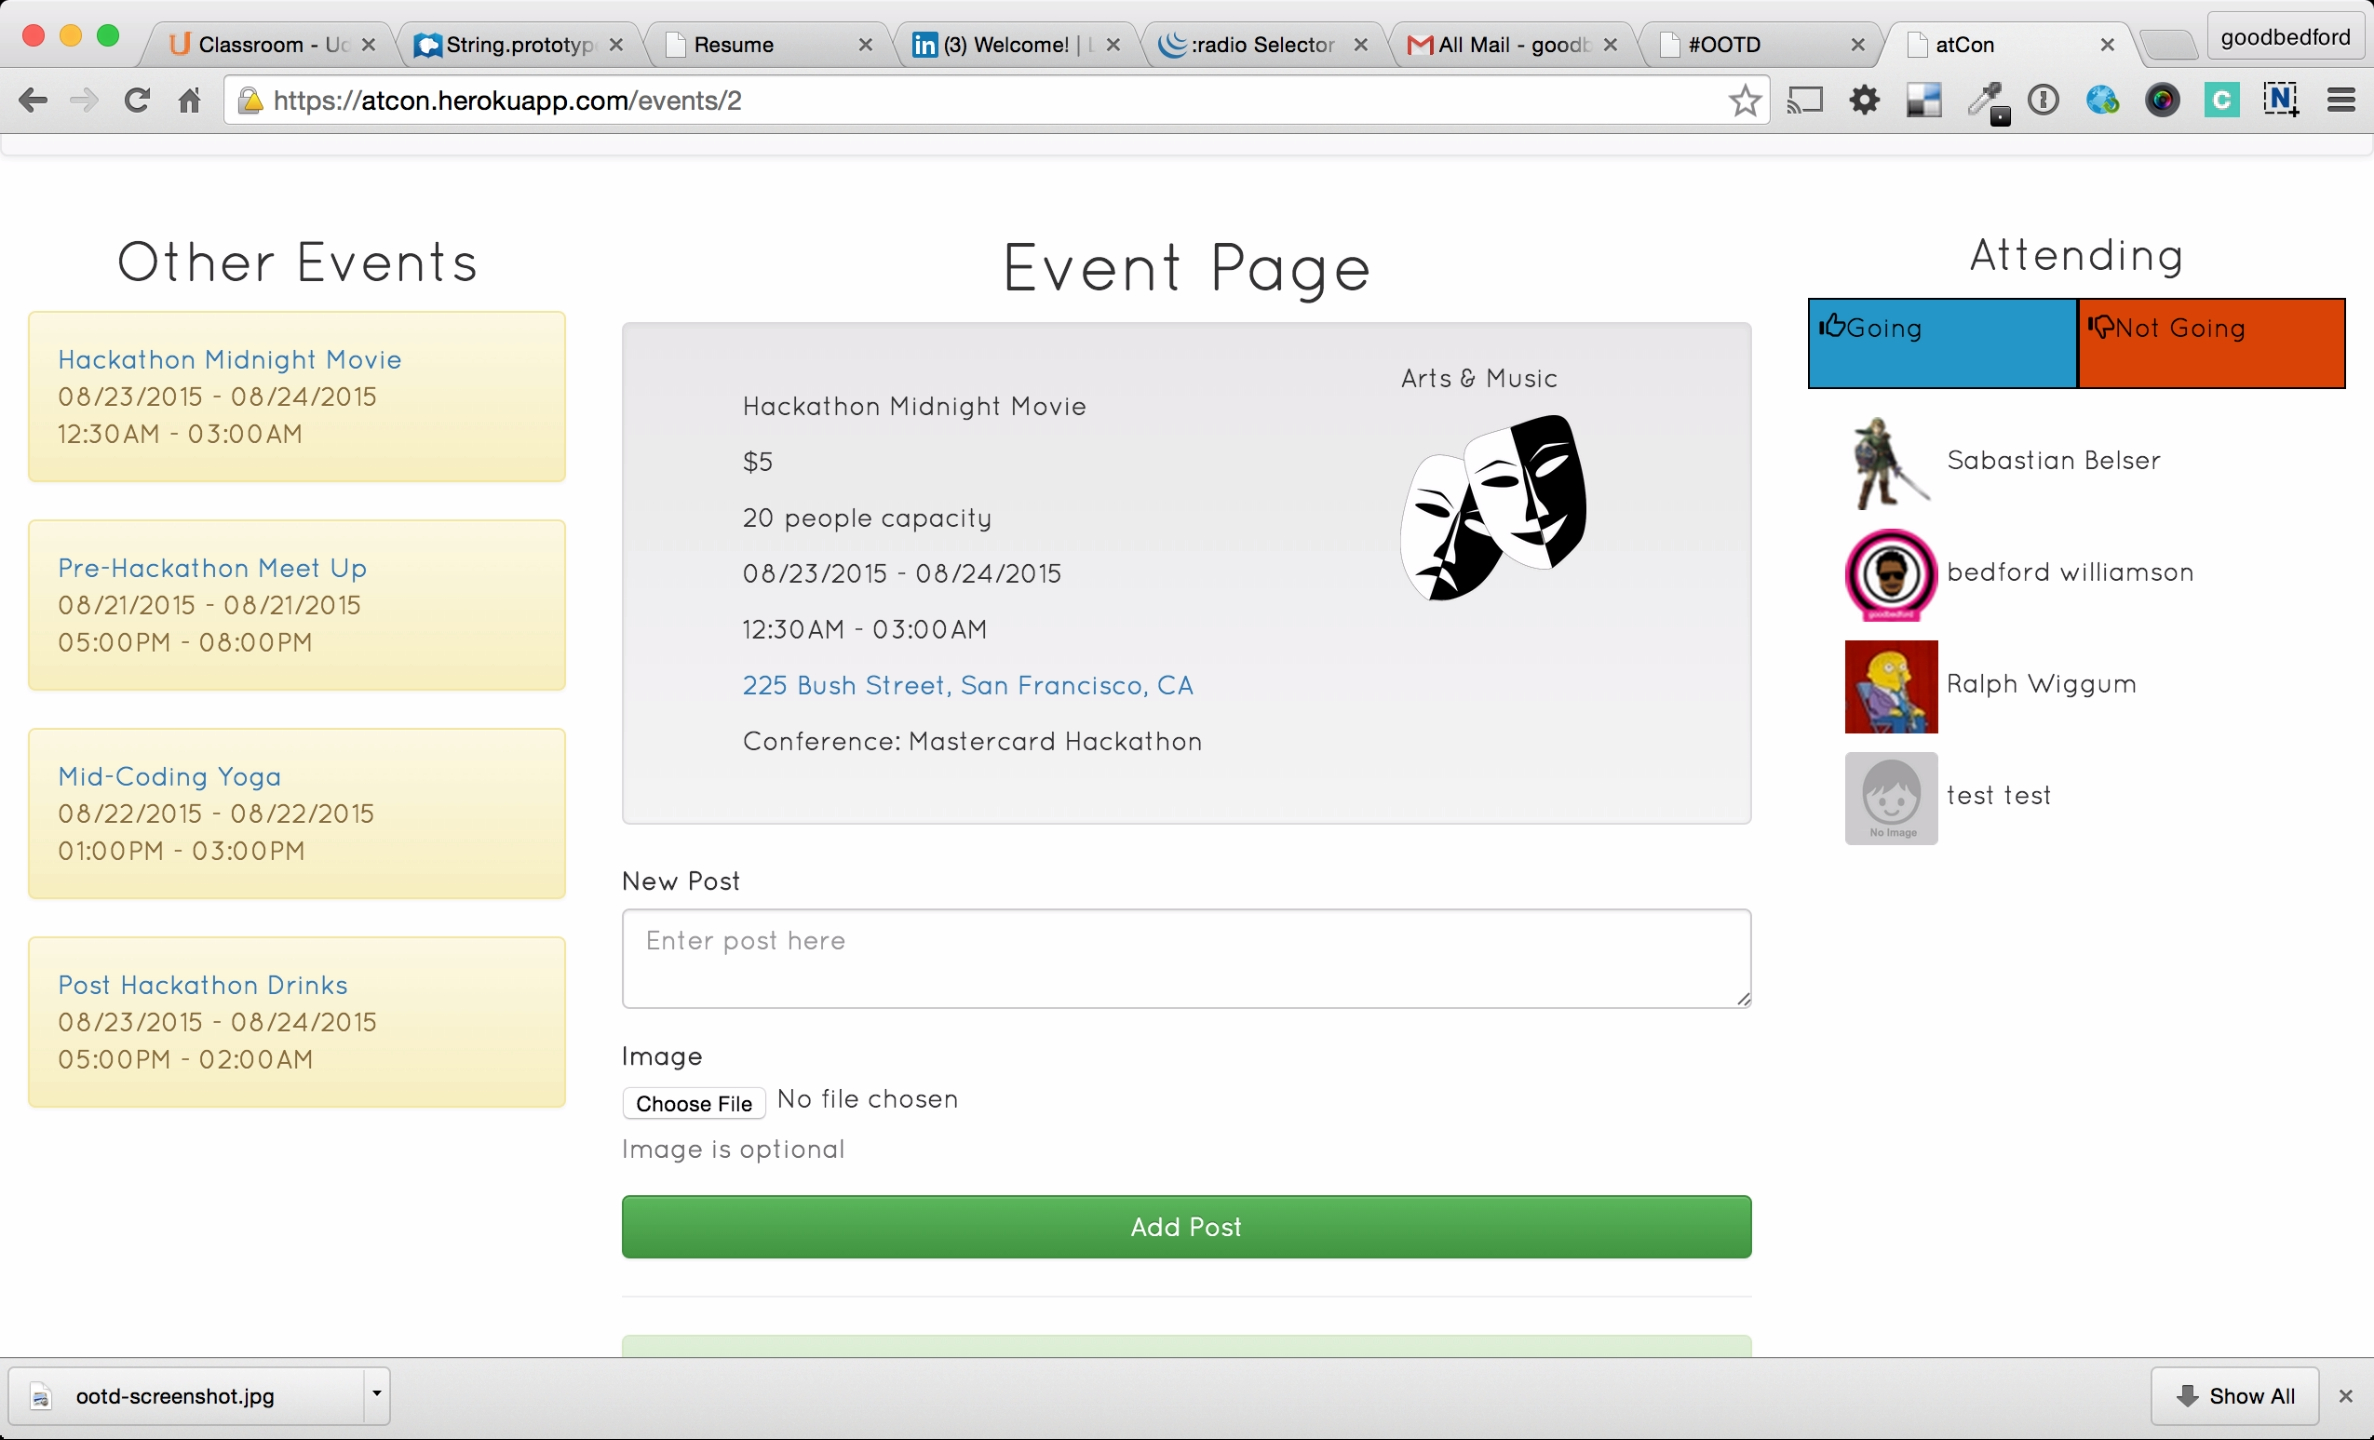 Classroom - Uc
String.prototyp
Resume
in (3) Welcome! | L
:radio Selector
All Mail - goodb
#OOTD
atCon
goodbedford
https://atcon.herokuapp.com/events/2
Other Events
Hackathon Midnight Movie
08/23/2015 - 08/24/2015
12:30AM - 03:00AM
Pre-Hackathon Meet Up
08/21/2015 - 08/21/2015
05:00PM - 08:00PM
Mid-Coding Yoga
08/22/2015 - 08/22/2015
01:00PM - 03:00PM
Post Hackathon Drinks
08/23/2015 - 08/24/2015
05:00PM - 02:00AM
Event Page
Hackathon Midnight Movie
$5
20 people capacity
08/23/2015 - 08/24/2015
12:30AM - 03:00AM
225 Bush Street, San Francisco, CA
Conference: Mastercard Hackathon
Arts & Music
New Post
Enter post here
Image
Choose File No file chosen
Image is optional
Add Post
Attending
Going
Not Going
Sabastian Belser
goodbedford
bedford williamson
Ralph Wiggum
No Image
test test
ootd-screenshot.jpg
Show All